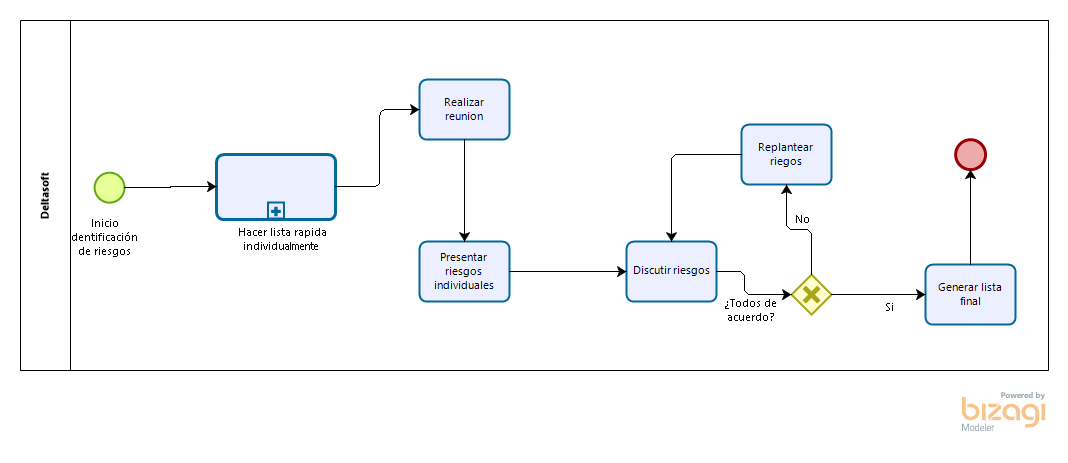 Deltasoft
Inicio
dentificación
de riesgos
Hacer lista rapida
individualmente
Realizar
reunion
Presentar
riesgos
individuales
Discutir riesgos
¿Todos de
acuerdo?
No
Replantear
riegos
Si
Generar lista
final
Powered by
bizagi
Modeler